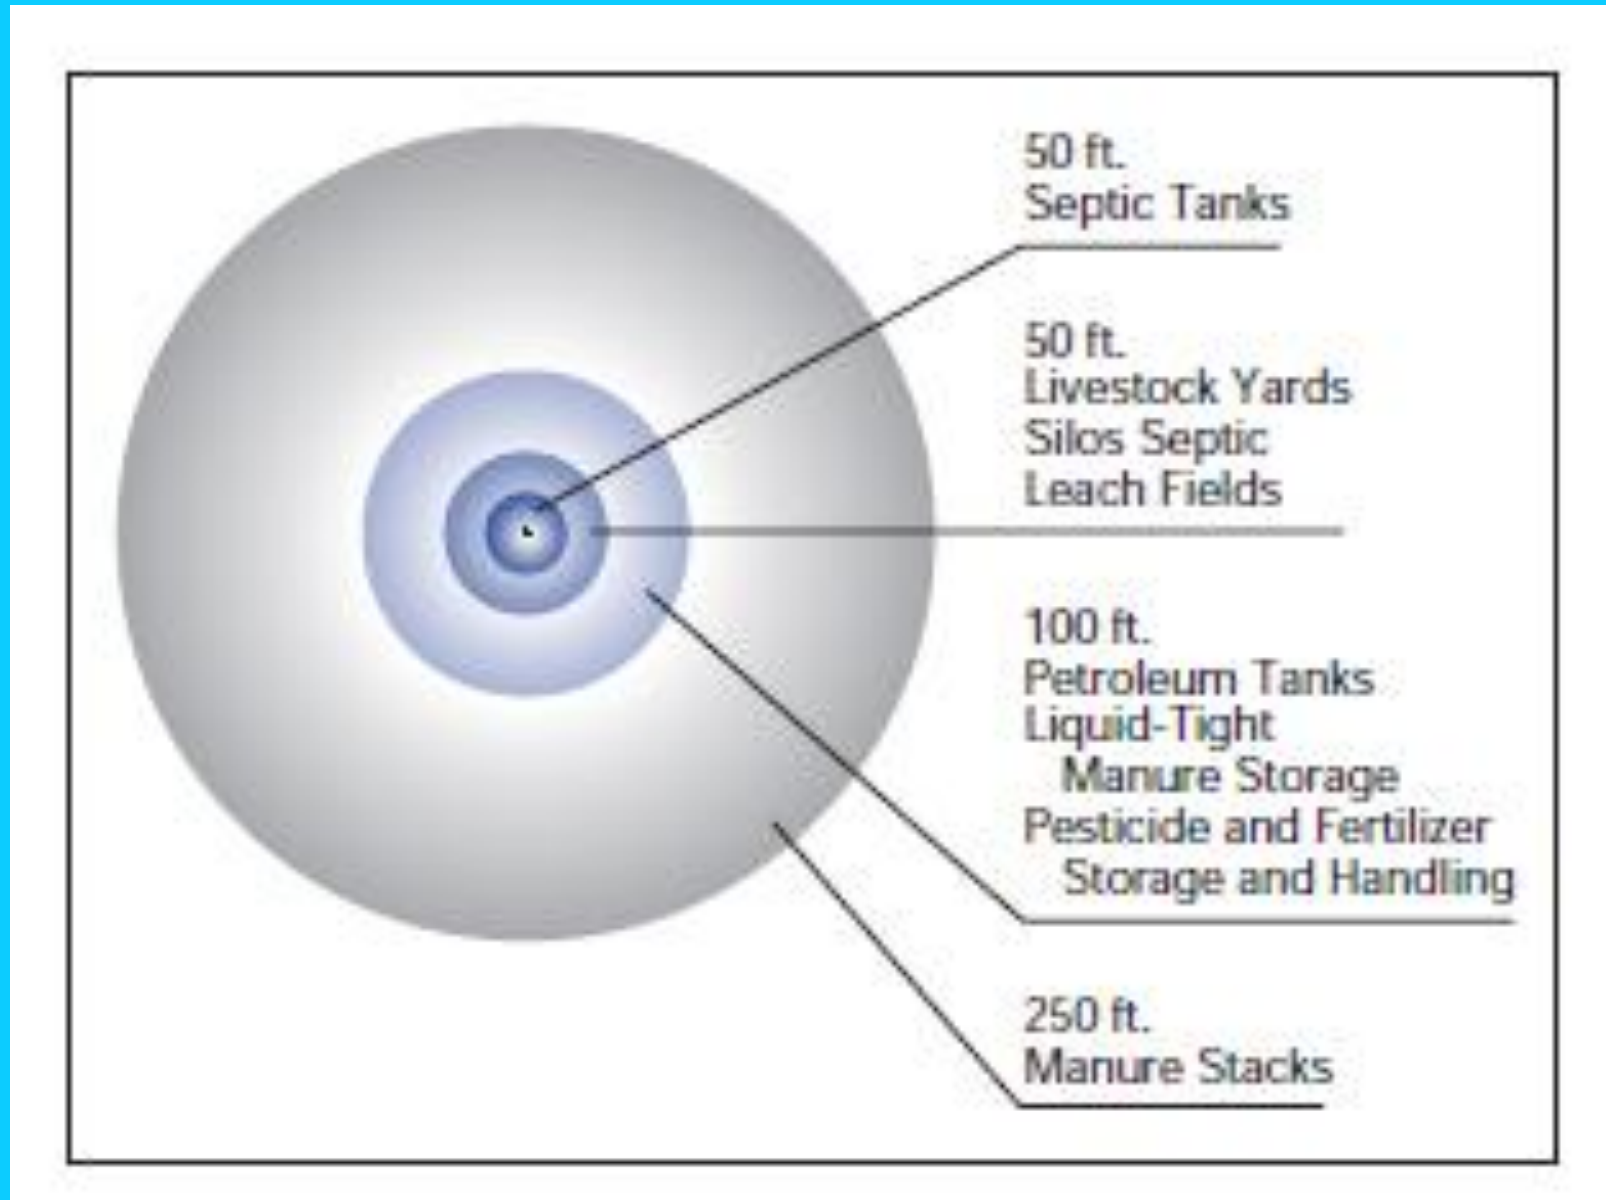 50 ft.
Septic Tanks
50 ft.
Livestock Yards
Silos Septic
Leach Fields
100 ft.
Petroleum Tanks
Liquid-Tight
Manure Storage
Pesticide and Fertilizer
Storage and Handling
250 ft.
Manure Stacks